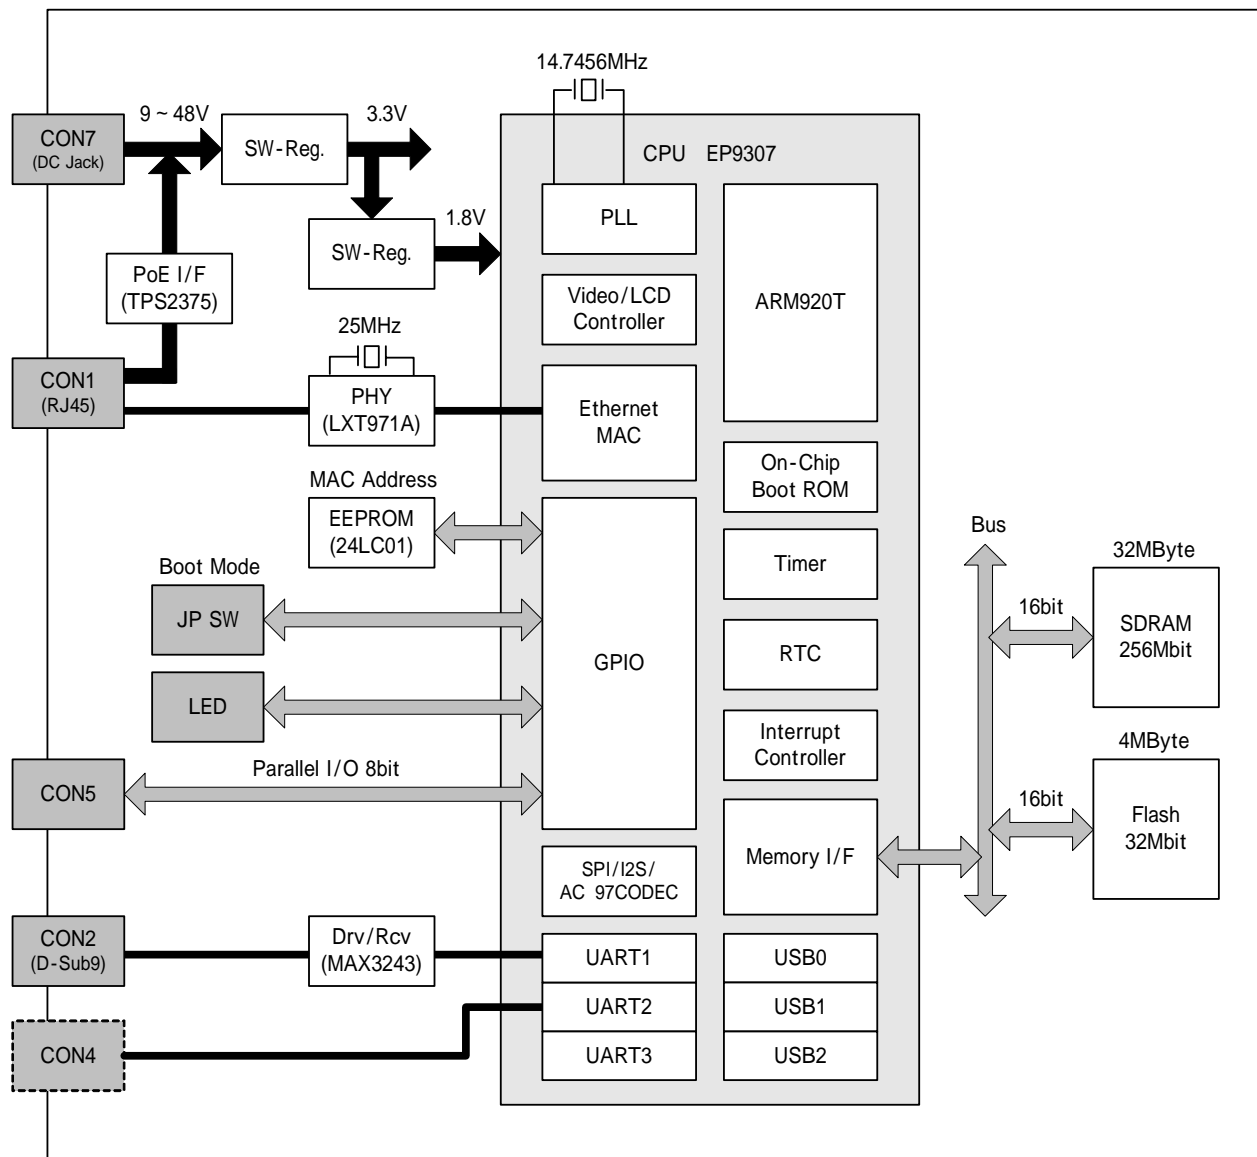 14.7456MHz
CON7
(DC Jack)
9 ~ 48V
SW-Reg.
3.3V
CPU EP9307
PLL
ARM920T
SW-Reg.
1.8V
PoE I/F
(TPS2375)
Video/LCD
Controller
25MHz
CON1
(RJ45)
PHY
(LXT971A)
Ethernet
MAC
On-Chip
Boot ROM
MAC Address
EEPROM
(24LC01)
Bus
Timer
32MByte
Boot Mode
JP SW
16bit
SDRAM
256Mbit
GPIO
RTC
LED
Interrupt
Controller
4MByte
Parallel I/O 8bit
CON5
16bit
Flash
32Mbit
Memory I/F
SPI/I2S/
AC 97CODEC
CON2
(D-Sub9)
Drv/Rcv
(MAX3243)
UART1
USB0
UART2
USB1
CON4
UART3
USB2